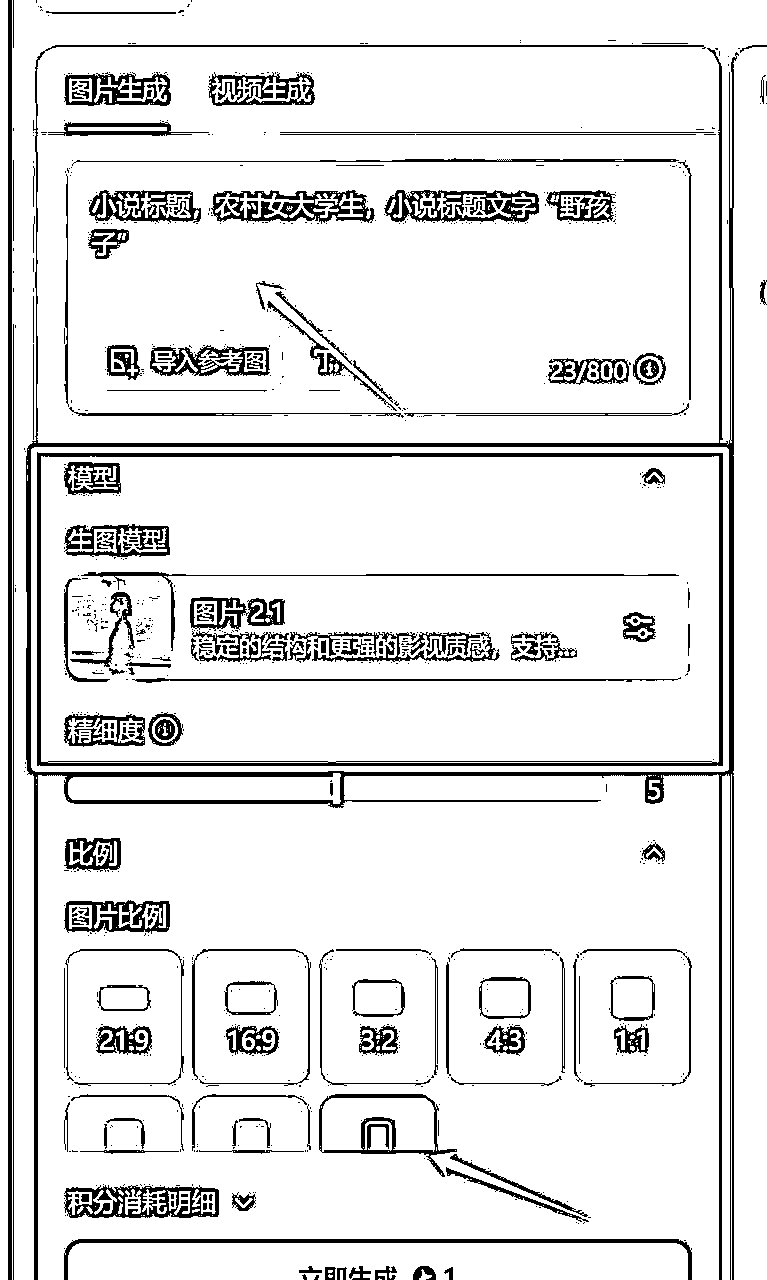 图片生成 视频生成
小说标题，农村女大学生，小说标题文字“野孩
子”
导入参考图 T 23/800
模型
生图模型
图片 2.1
稳定的结构和更强的影视质感，支持...
精细度
5
比例
图片比例
21:9 16:9 3:2 4:3 1:1
积分消耗明细
立即生成 1